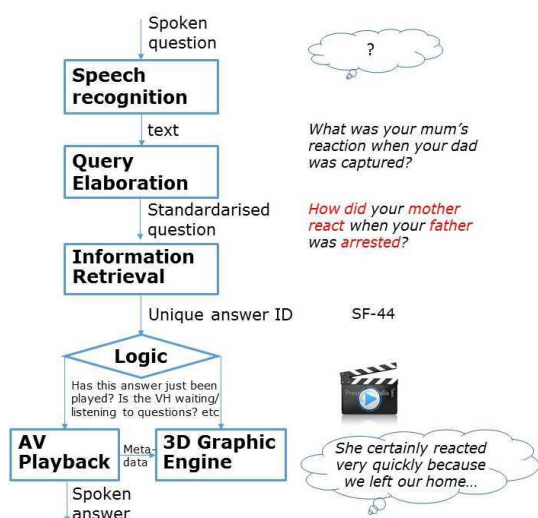 Spoken
question
?
Speech
recognition
text
What was your mum's
reaction when your dad
was captured?
Query
Elaboration
Standardarised
question
How did your mother
react when your father
was arrested?
Information
Retrieval
Unique answer ID
SF-44
Logic
Has this answer just been
played? Is the VH waiting/
listening to questions? etc
AV
Playback
Meta-
data
3D Graphic
Engine
She certainly reacted
very quickly because
we left our home...
Spoken
answer